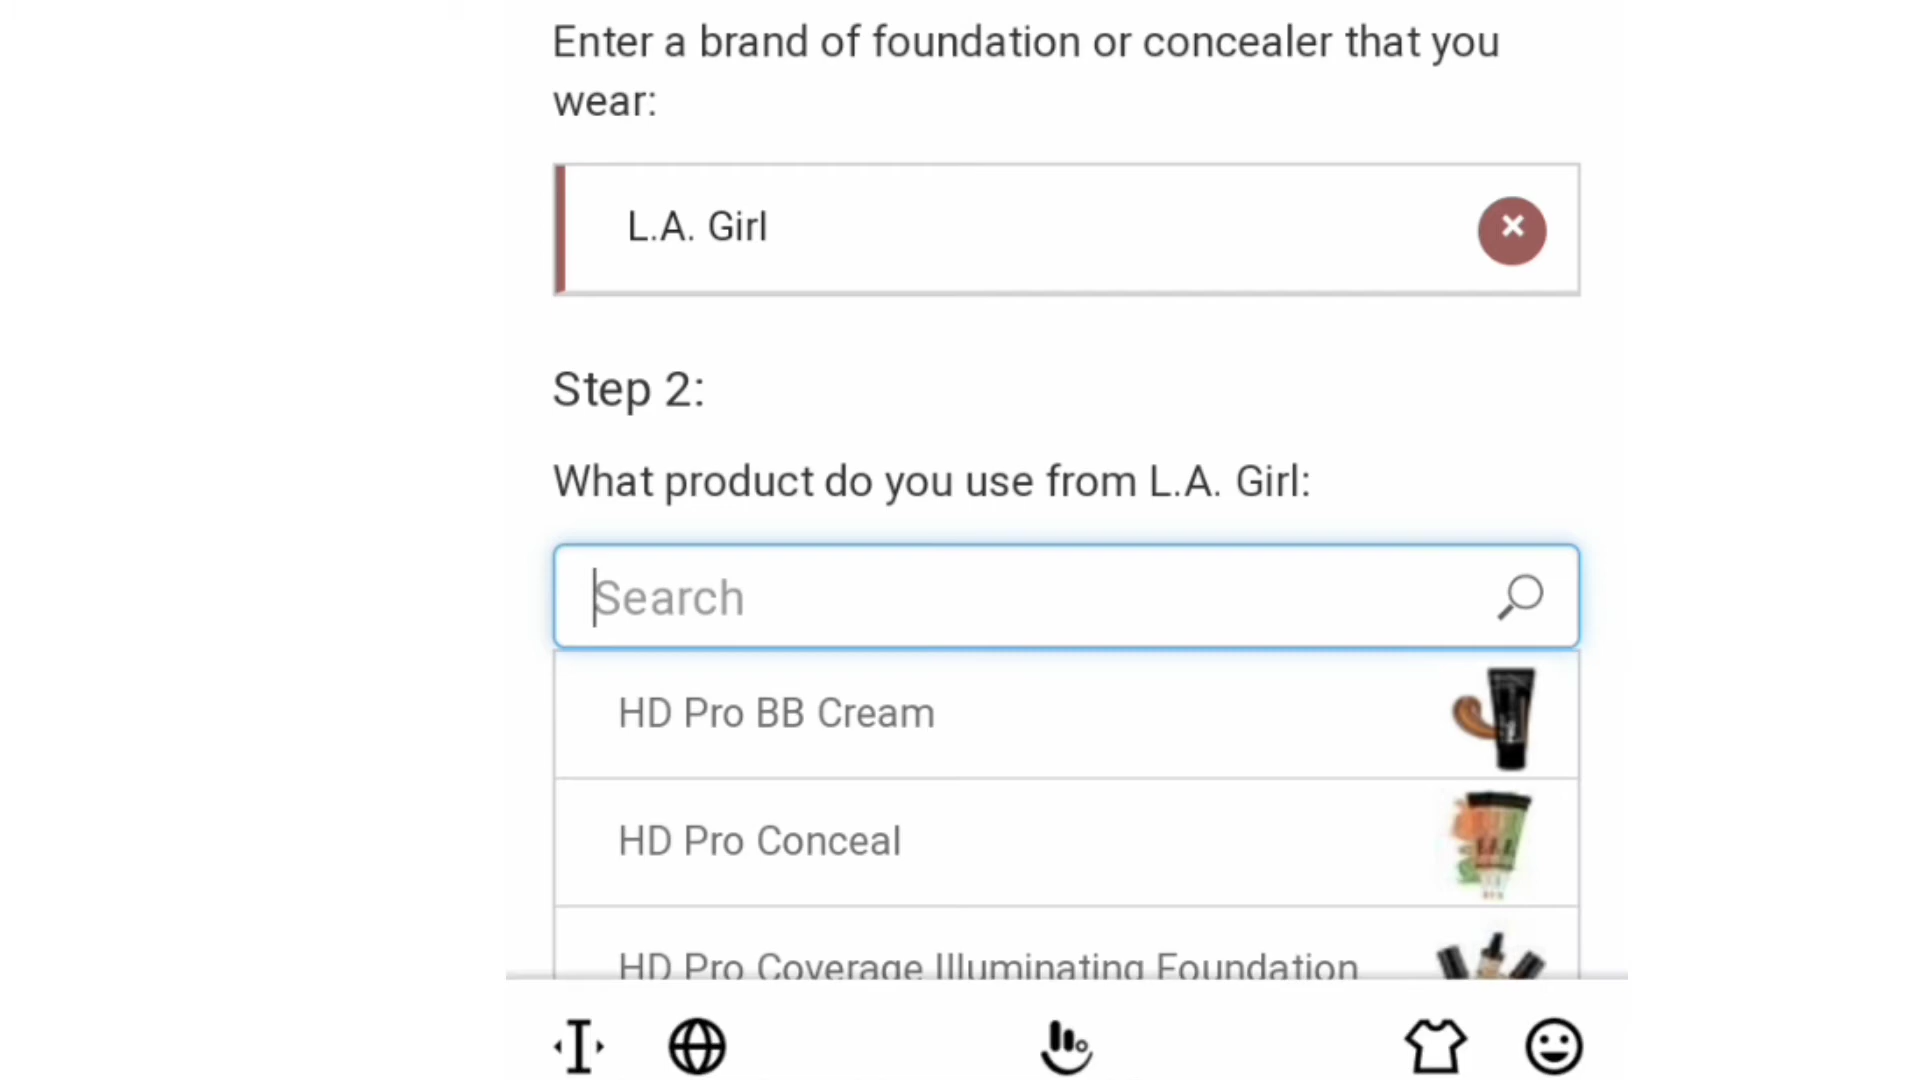 Enter a brand of foundation or concealer that you
wear:
L.A. Girl
Step 2:
What product do you use from L.A. Girl:
Search
HD Pro BB Cream
HD Pro Conceal
HD Pro Coverage Illuminating Foundation